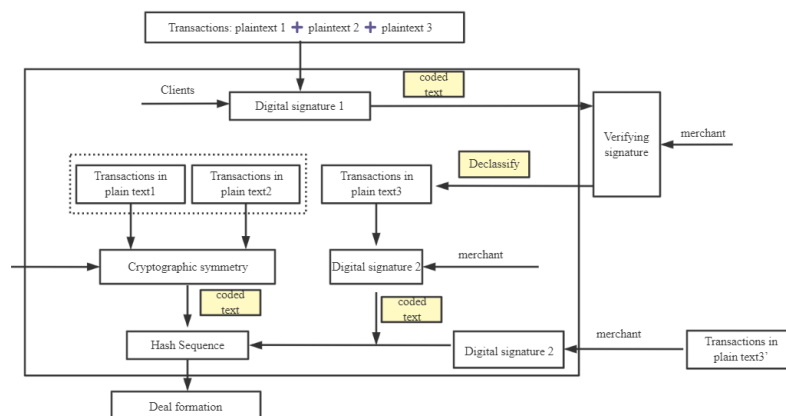 Transactions: plaintext 1 + plaintext 2 + plaintext 3
coded
text
Clients
Digital signature 1
Verifying
signature
merchant
Declassify
Transactions in
plain text1
Transactions in
plain text2
Transactions in
plain text3
Cryptographic symmetry
Digital signature 2
merchant
coded
text
coded
text
Hash Sequence
Digital signature 2
merchant
Transactions in
plain text3’
Deal formation